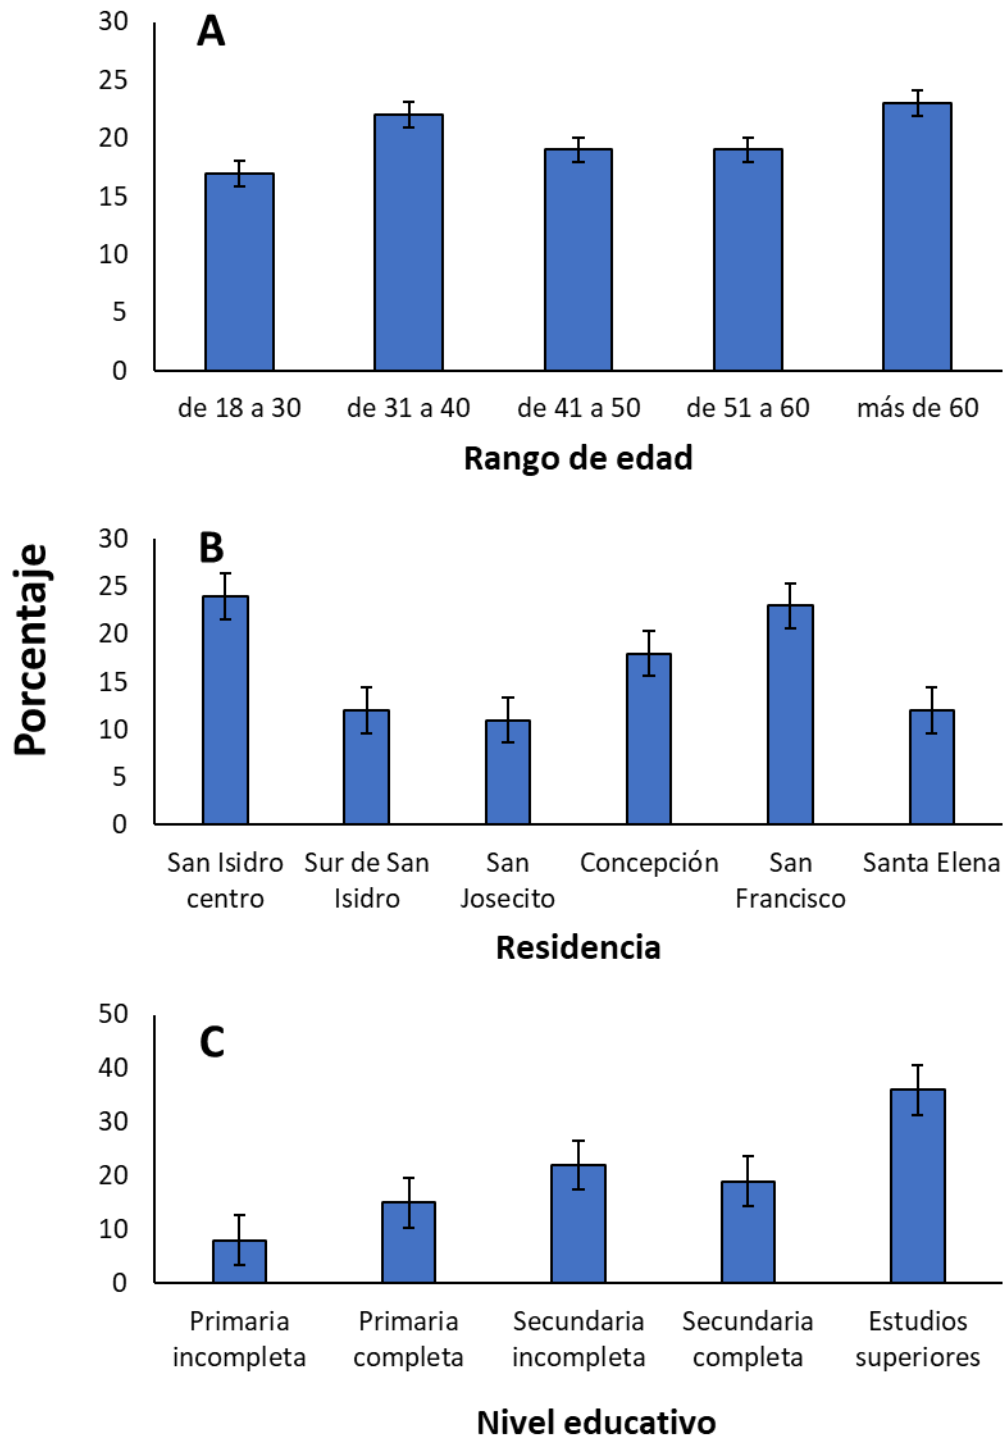 Porcentaje
A
30
25
20
15
10
5
0
de 18 a 30 de 31 a 40 de 41 a 50 de 51 a 60 más de 60
Rango de edad
B
30
25
20
15
10
5
0
San Isidro centro
Sur de San Isidro
San Josecito
Concepción
San Francisco
Santa Elena
Residencia
C
50
40
30
20
10
0
Primaria incompleta
Primaria completa
Secundaria incompleta
Secundaria completa
Estudios superiores
Nivel educativo